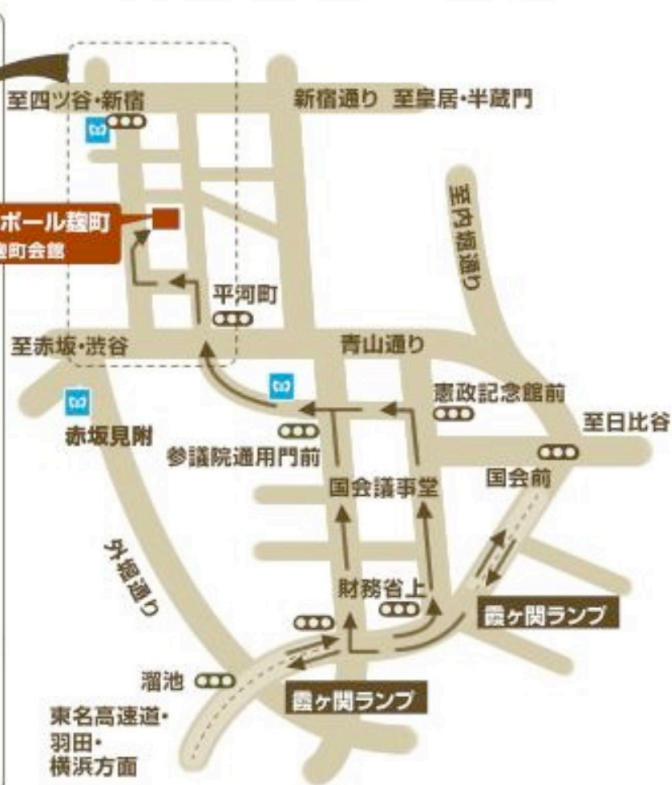 至四ツ谷・新宿
新宿通り 至皇居・半蔵門
至内堀通り
ポール麹町
麹町会館
平河町
至赤坂・渋谷
青山通り
憲政記念館前
至日比谷
赤坂見附
参議院通用門前
国会前
国会議事堂
外堀通り
財務省上
霞ヶ関ランプ
溜池
霞ヶ関ランプ
東名高速道・
羽田・
横浜方面